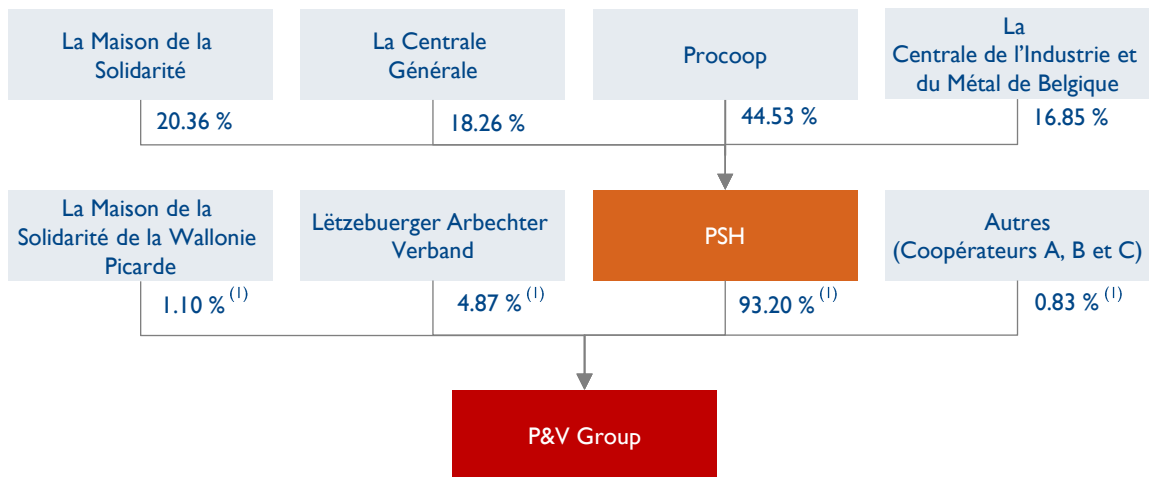 La Maison de la
Solidarité
La Centrale
Générale
Procoop
La
Centrale de l’Industrie et
du Métal de Belgique
20.36 %
18.26 %
44.53 %
16.85 %
La Maison de la
Solidarité de la Wallonie
Picarde
Lëtzebuerger Arbechter
Verband
PSH
Autres
(Coopérateurs A, B et C)
1.10 % (1)
4.87 % (1)
93.20 % (1)
0.83 % (1)
P&V Group